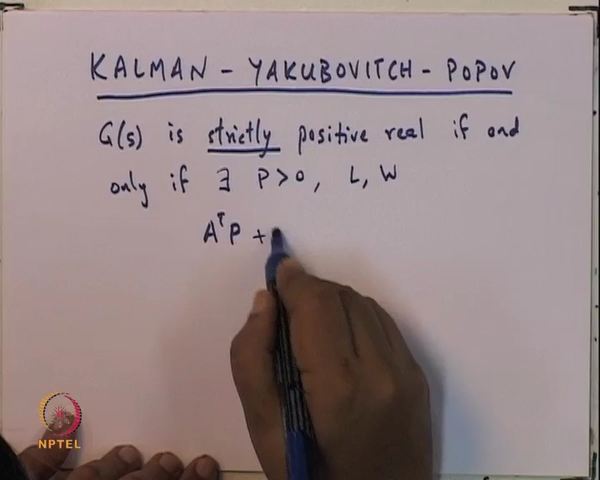 KALMAN - YAKUBOVITCH - POPOV
G(s) is strictly positive real if and
only if ∃ P>0, L, W
AᵀP +
NPTEL